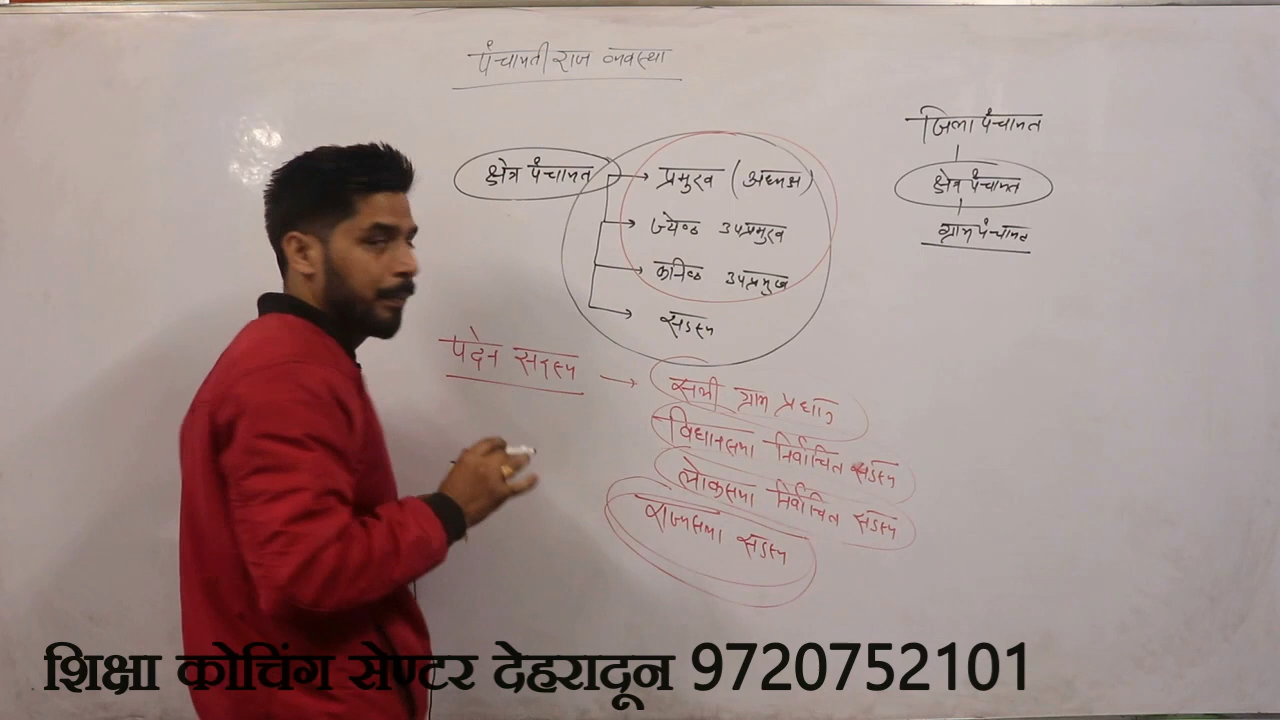 पंचायती राज व्यवस्था
क्षेत्र पंचायत
प्रमुख (अध्यक्ष)
ज्येष्ठ उपप्रमुख
कनिष्ठ उपप्रमुख
सदस्य
जिला पंचायत
क्षेत्र पंचायत
ग्राम पंचायत
पदेन सदस्य
सभी ग्राम प्रधान
विधानसभा निर्वाचित सदस्य
लोकसभा निर्वाचित सदस्य
राज्यसभा सदस्य
शिक्षा कोचिंग सेण्टर देहरादून 9720752101